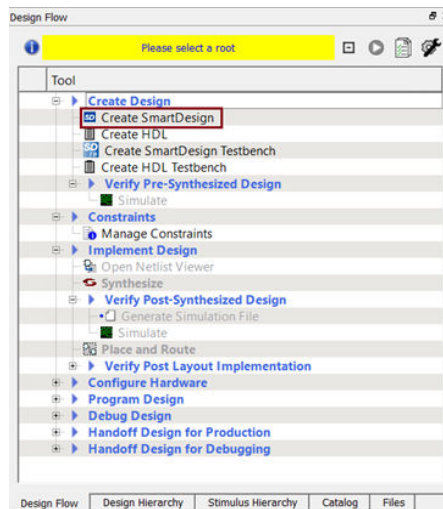 Design Flow
Please select a root
Tool
Create Design
Create SmartDesign
Create HDL
Create SmartDesign Testbench
Create HDL Testbench
Verify Pre-Synthesized Design
Simulate
Constraints
Manage Constraints
Implement Design
Open Netlist Viewer
Synthesize
Verify Post-Synthesized Design
Generate Simulation File
Simulate
Place and Route
Verify Post Layout Implementation
Configure Hardware
Program Design
Debug Design
Handoff Design for Production
Handoff Design for Debugging
Design Flow Design Hierarchy Stimulus Hierarchy Catalog Files